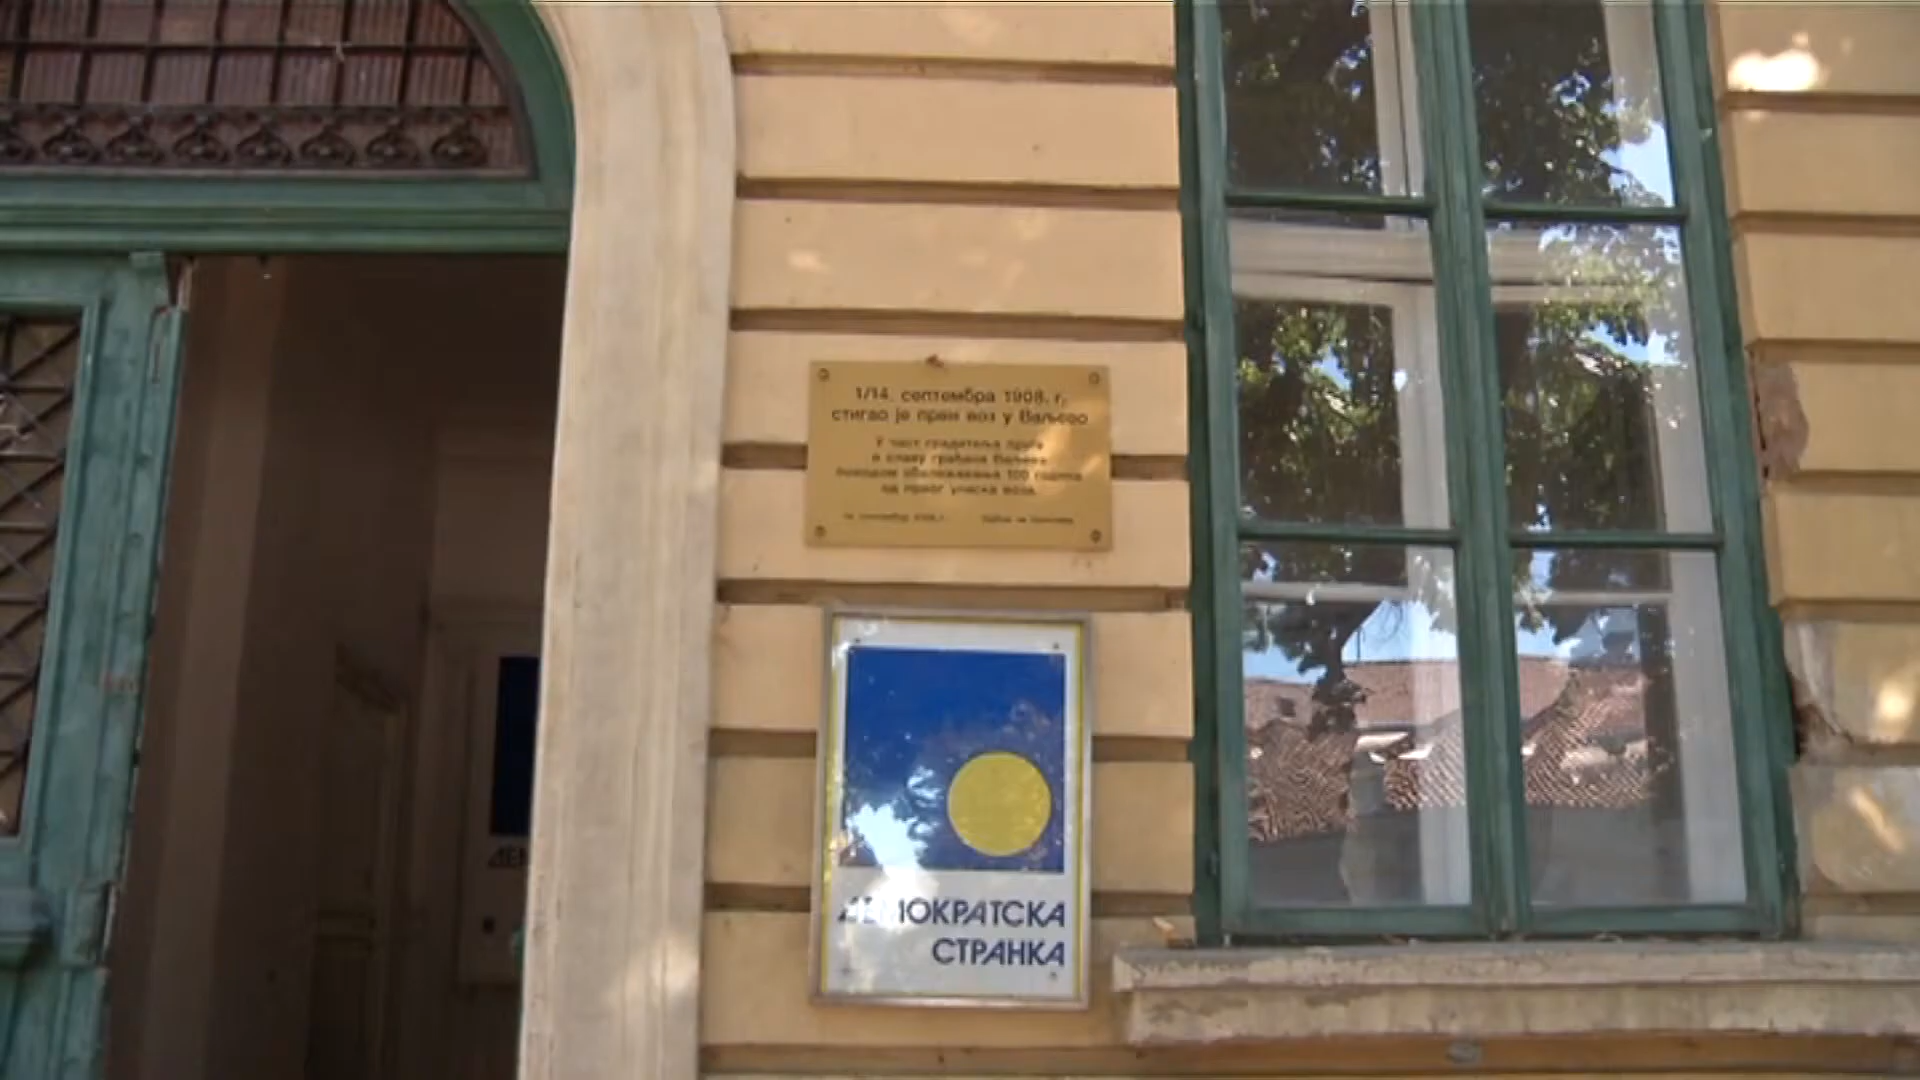 1/14. септембра 1908. г.
стигао је први воз у Ваљево
У част градитеља пруге
и славу грађана Ваљева
поводом обележавања 100 година
од првог уласка воза.
ДЕМОКРАТСКА
СТРАНКА